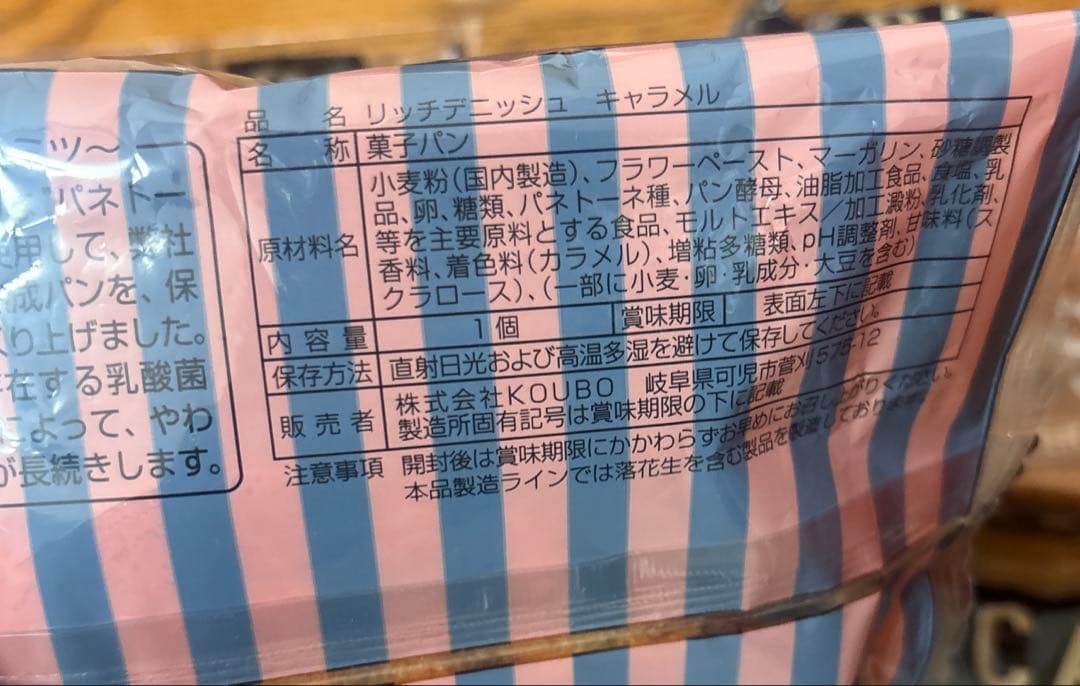 ツ〜
パネトー
用して、弊社
成パンを、保
り上げました。
在する乳酸菌
よって、やわ
が長続きします。
品名 リッチデニッシュ キャラメル
名称 菓子パン
原材料名 小麦粉(国内製造)、フラワーペースト、マーガリン、砂糖調製
品、卵、糖類、パネトーネ種、パン酵母、油脂加工食品、食塩、乳
等を主要原料とする食品、モルトエキス/加工澱粉、乳化剤、
香料、着色料(カラメル)、増粘多糖類、pH調整剤、甘味料(ス
クラロース)、(一部に小麦・卵・乳成分・大豆を含む)
内容量 1個 賞味期限 表面左下に記載
保存方法 直射日光および高温多湿を避けて保存してください。
販売者 株式会社KOUBO 岐阜県可児市菅刈575-12
製造所固有記号は賞味期限の下に記載
注意事項 開封後は賞味期限にかかわらずお早めにお召し上がりください。
本品製造ラインでは落花生を含む製品を製造しております。